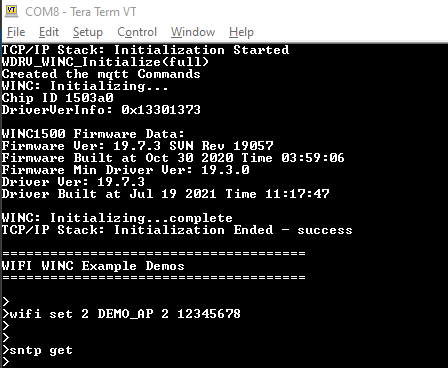 COM8 - Tera Term VT
File Edit Setup Control Window Help
TCP/IP Stack: Initialization Started
WDRV_WINC_Initialize(full)
Created the mqtt Commands
WINC: Initializing...
Chip ID 1503a0
DriverVerInfo: 0x13301373
WINC1500 Firmware Data:
Firmware Ver: 19.7.3 SVN Rev 19057
Firmware Built at Oct 30 2020 Time 03:59:06
Firmware Min Driver Ver: 19.3.0
Driver Ver: 19.7.3
Driver Built at Jul 19 2021 Time 11:17:47
WINC: Initializing...complete
TCP/IP Stack: Initialization Ended - success
=====================================
WIFI WINC Example Demos
=====================================
>
>wifi set 2 DEMO_AP 2 12345678
>
>
>sntp get